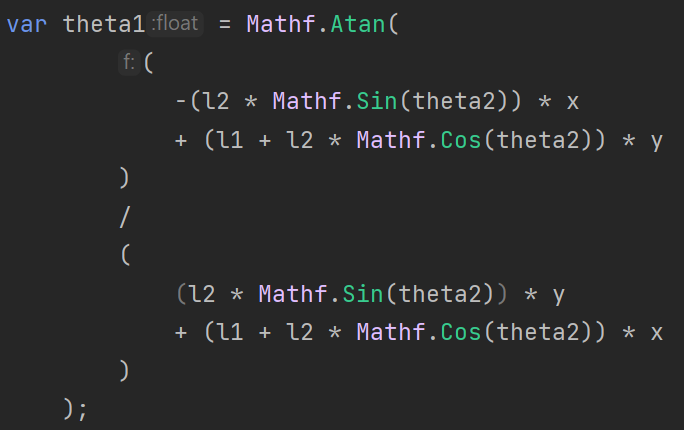 var theta1 :float = Mathf.Atan(
f: (
-(l2 * Mathf.Sin(theta2)) * x
+ (l1 + l2 * Mathf.Cos(theta2)) * y
)
/
(
(l2 * Mathf.Sin(theta2)) * y
+ (l1 + l2 * Mathf.Cos(theta2)) * x
)
);